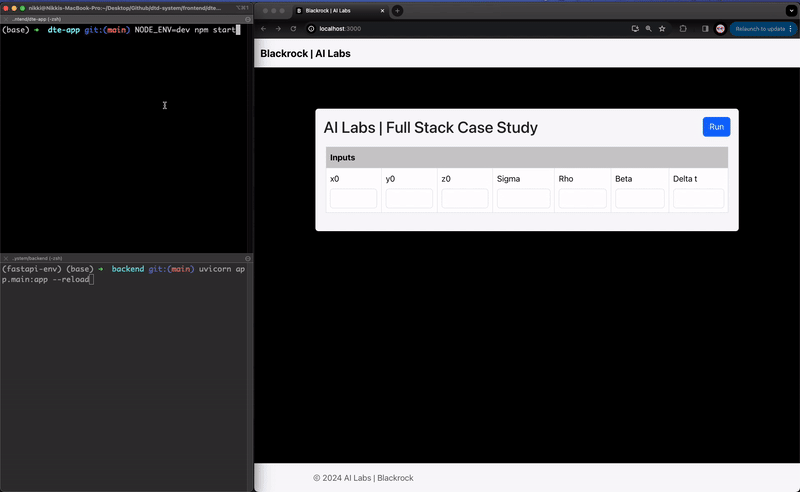 nikki@Nikkis-MacBook-Pro:~/Desktop/Github/dtd-system/frontend/dte...
⌥⌘1
..ntend/dte-app (-zsh)
(base) ➜ dte-app git:(main) NODE_ENV=dev npm start
..ystem/backend (-zsh)
(fastapi-env) (base) ➜ backend git:(main) uvicorn ap
p.main:app --reload
Blackrock | AI Labs
localhost:3000
Relaunch to update
Blackrock | AI Labs
AI Labs | Full Stack Case Study
Run
Inputs
x0 y0 z0 Sigma Rho Beta Delta t
© 2024 AI Labs | Blackrock